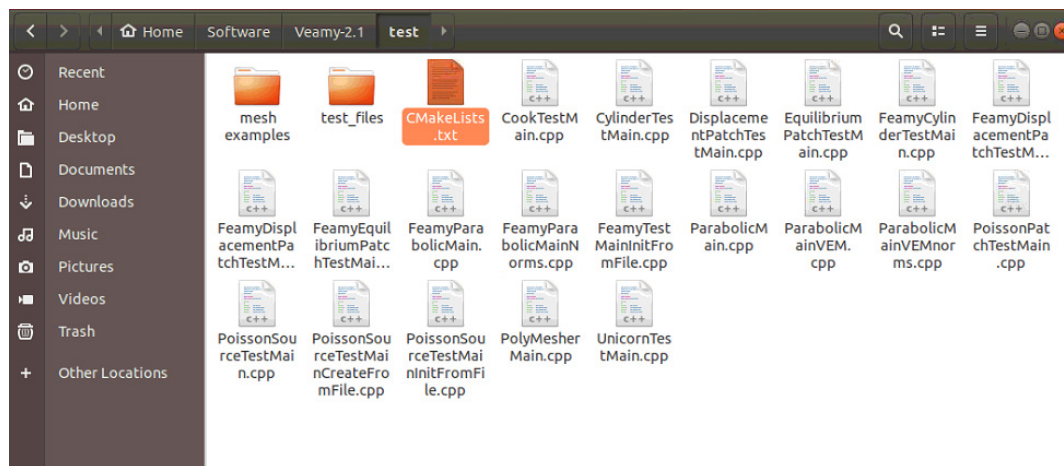 Home Software Veamy-2.1 test
Recent
Home
Desktop
Documents
Downloads
Music
Pictures
Videos
Trash
Other Locations
mesh
examples
test_files
CMakeLists
.txt
C++
CookTestM
ain.cpp
C++
CylinderTes
tMain.cpp
C++
Displaceme
ntPatchTes
tMain.cpp
C++
Equilibrium
PatchTestM
ain.cpp
C++
FeamyCylin
derTestMai
n.cpp
C++
FeamyDispl
acementPa
tchTestM...
C++
FeamyDispl
acementPa
tchTestM...
C++
FeamyEquil
ibriumPatc
hTestMai...
C++
FeamyPara
bolicMain.
cpp
C++
FeamyPara
bolicMainN
orms.cpp
C++
FeamyTest
MainInitFro
mFile.cpp
C++
ParabolicM
ain.cpp
C++
ParabolicM
ainVEM.
cpp
C++
ParabolicM
ainVEMnor
ms.cpp
C++
PoissonPat
chTestMain
.cpp
C++
PoissonSou
rceTestMai
n.cpp
C++
PoissonSou
rceTestMai
nCreateFro
mFile.cpp
C++
PoissonSou
rceTestMai
nInitFromFi
le.cpp
C++
PolyMesher
Main.cpp
C++
UnicornTes
tMain.cpp